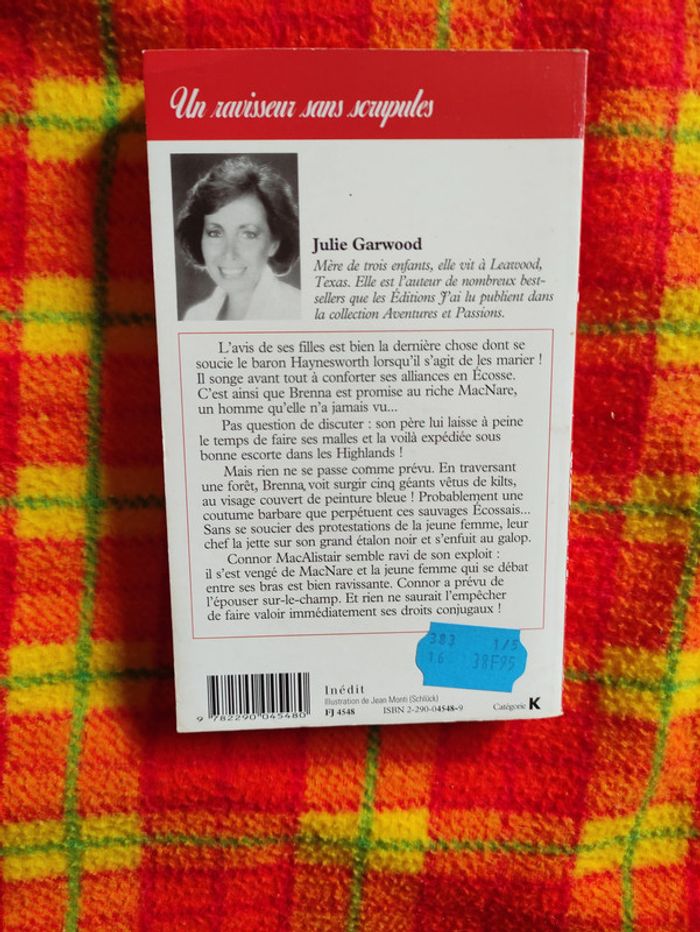 Un ravisseur sans scrupules
Julie Garwood
Mère de trois enfants, elle vit à Leatwood,
Texas. Elle est l'auteur de nombreux best-
sellers que les Éditions J'ai lu publient dans
la collection Aventures et Passions.
L'avis de ses filles est bien la dernière chose dont se
soucie le baron Haynesworth lorsqu'il s'agit de les marier !
Il songe avant tout à conforter ses alliances en Écosse.
C'est ainsi que Brenna est promise au riche MacNare,
un homme qu'elle n'a jamais vu...
Pas question de discuter : son père lui laisse à peine
le temps de faire ses malles et la voilà expédiée sous
bonne escorte dans les Highlands !
Mais rien ne se passe comme prévu. En traversant
une forêt, Brenna, voit surgir cinq géants vêtus de kilts,
au visage couvert de peinture bleue ! Probablement une
coutume barbare que perpétuent ces sauvages Écossais...
Sans se soucier des protestations de la jeune femme, leur
chef la jette sur son grand étalon noir et s'enfuit au galop.
Connor MacAlistair semble ravi de son exploit :
il s'est vengé de MacNare et la jeune femme qui se débat
entre ses bras est bien ravissante. Connor a prévu de
l'épouser sur-le-champ. Et rien ne saurait l'empêcher
de faire valoir immédiatement ses droits conjugaux !
383 1/5
16 38F95
Inédit
Illustration de Jean Monti (Schlück)
FJ 4548 ISBN 2-290-04548-9 Catégorie K
9 782290 045480